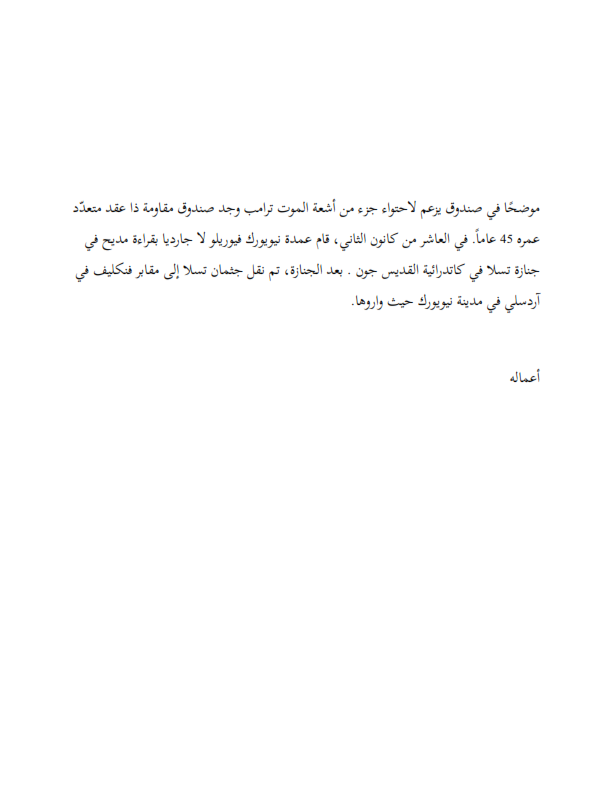 موضحًا في صندوق يزعم لاحتواء جزء من أشعة الموت ترامب وجد صندوق مقاومة ذا عقد متعدّد
عمره 45 عاماً. في العاشر من كانون الثاني، قام عمدة نيويورك فيوريلو لا جارديا بقراءة مديح في
جنازة تسلا في كاتدرائية القديس جون . بعد الجنازة، تم نقل جثمان تسلا إلى مقابر فنكليف في
آردسلي في مدينة نيويورك حيث واروها.
أعماله